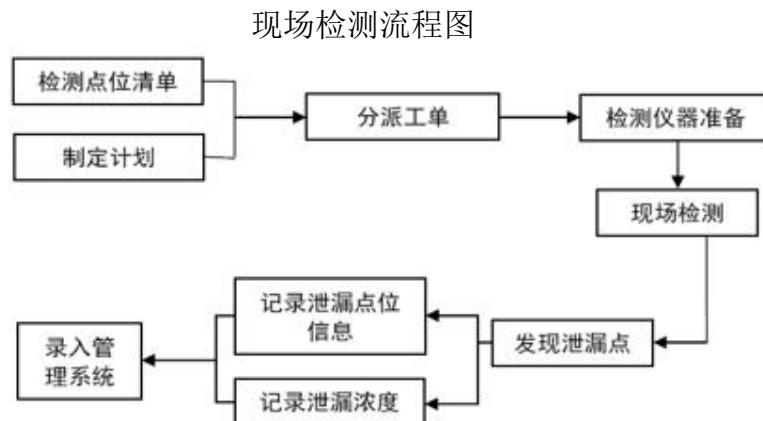 现场检测流程图
检测点位清单
制定计划
分派工单
检测仪器准备
现场检测
发现泄漏点
记录泄漏点位
信息
记录泄漏浓度
录入管
理系统